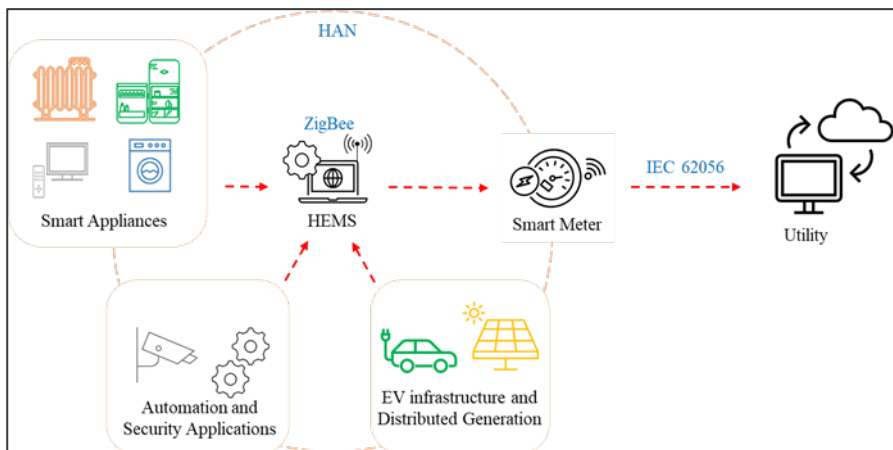 HAN
ZigBee
IEC 62056
Smart Appliances
HEMS
Smart Meter
Utility
Automation and
Security Applications
EV infrastructure and
Distributed Generation